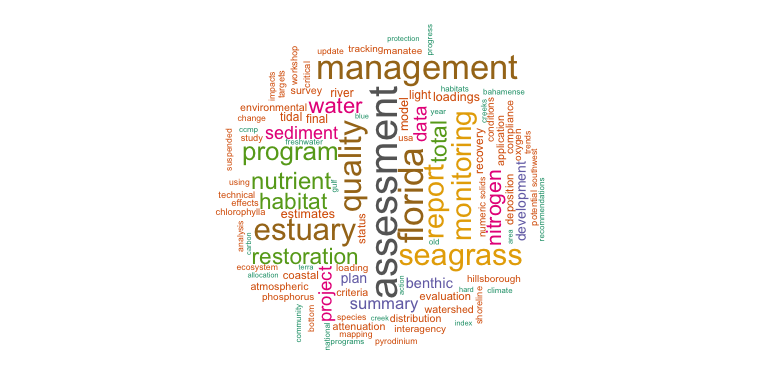 protection
progress
update
tracking
manatee
management
workshop
critical
impacts
targets
survey
river
light
habitats
loadings
bahamense
environmental
water
model
data
year
creeks
conditions
compliance
change
tidal
final
blue
usa
total
monitoring
recovery
application
oxygen
trends
ccmp
study
sediment
quality
assessment
suspended
freshwater
program
florida
report
nitrogen
numeric
solids
deposition
development
potential
southwest
recommendations
using
nutrient
gulf
technical
effects
habitat
chlorophylla
estimates
status
analysis
carbon
estuary
old
area
restoration
seagrass
ecosystem
terra
loading
allocation
coastal
project
plan
action
benthic
hillsborough
atmospheric
hard
climate
phosphorus
criteria
summary
evaluation
shoreline
community
bottom
species
creek
distribution
watershed
index
national
attenuation
interagency
mapping
programs
pyrodinium